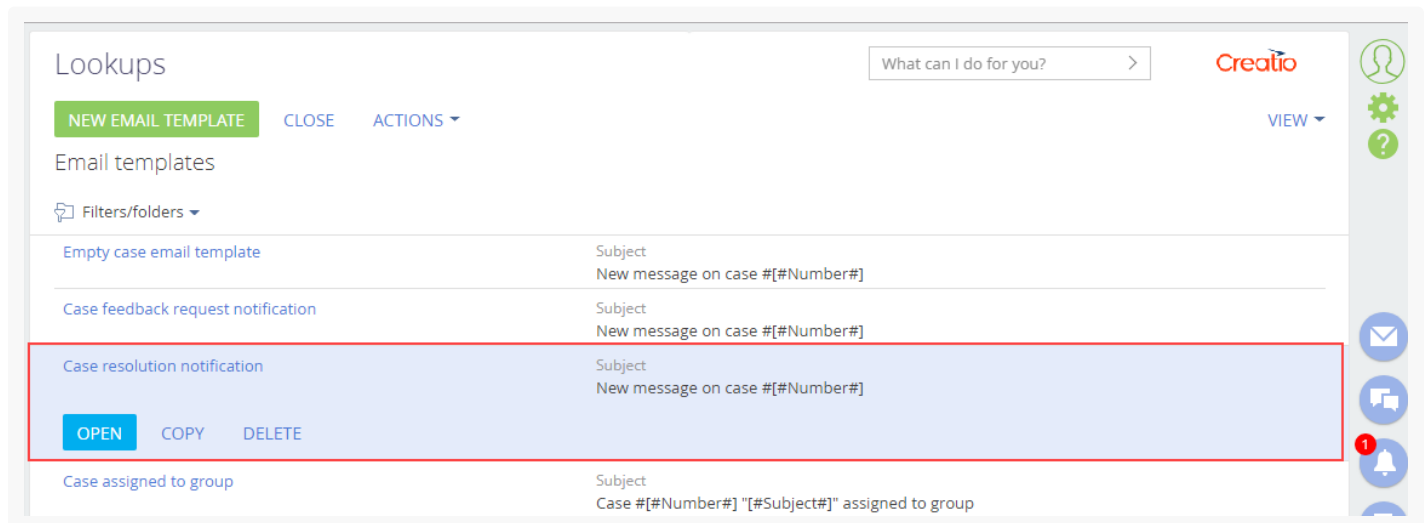 Lookups
What can I do for you?
Creatio
NEW EMAIL TEMPLATE CLOSE ACTIONS VIEW
Email templates
?
Filters/folders
Empty case email template Subject
New message on case #[#Number#]
Case feedback request notification Subject
New message on case #[#Number#]
Case resolution notification Subject
New message on case #[#Number#]
OPEN COPY DELETE
1
Case assigned to group Subject
Case #[#Number#] "[#Subject#]" assigned to group